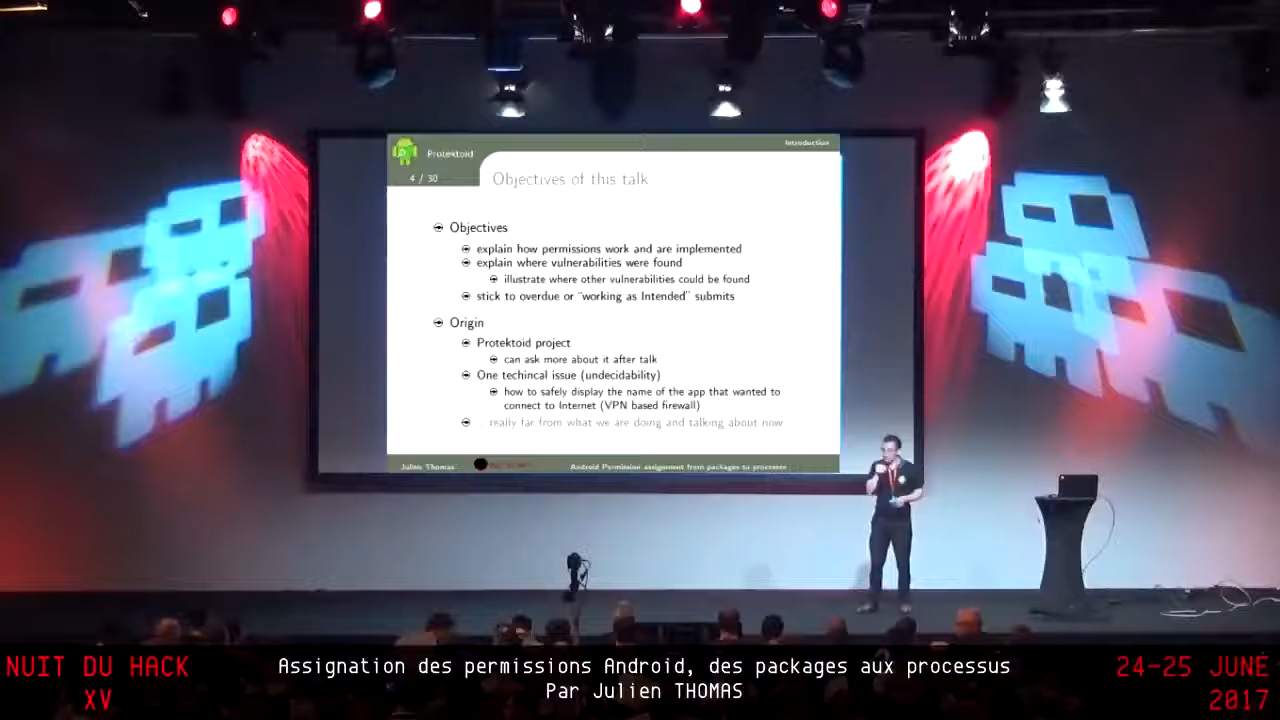 Protektoid
Introduction
4 / 30
Objectives of this talk
Objectives
explain how permissions work and are implemented
explain where vulnerabilities were found
illustrate where other vulnerabilities could be found
stick to overdue or "working as Intended" submits
Origin
Protektoid project
can ask more about it after talk
One techincal issue (undecidability)
how to safely display the name of the app that wanted to
connect to Internet (VPN based firewall)
really far from what we are doing and talking about now
Julien Thomas
Android Permission assignment from packages to processes
NUIT DU HACK
XV
Assignation des permissions Android, des packages aux processus
Par Julien THOMAS
24-25 JUNE
2017